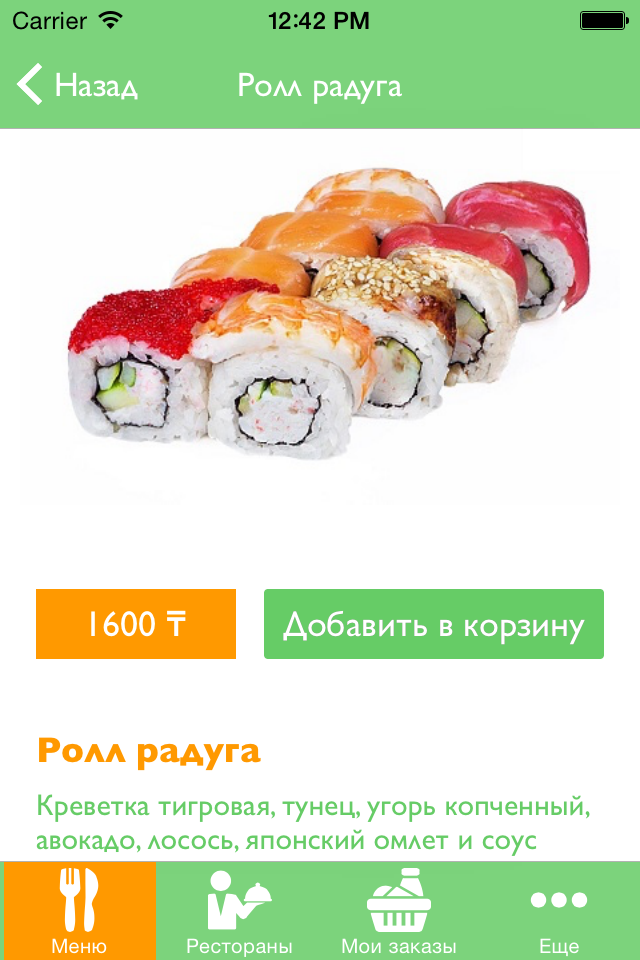 Carrier 12:42 PM
Назад Ролл радуга
1600 ₸ Добавить в корзину
Ролл радуга
Креветка тигровая, тунец, угорь копченный,
авокадо, лосось, японский омлет и соус
Меню Рестораны Мои заказы Еще